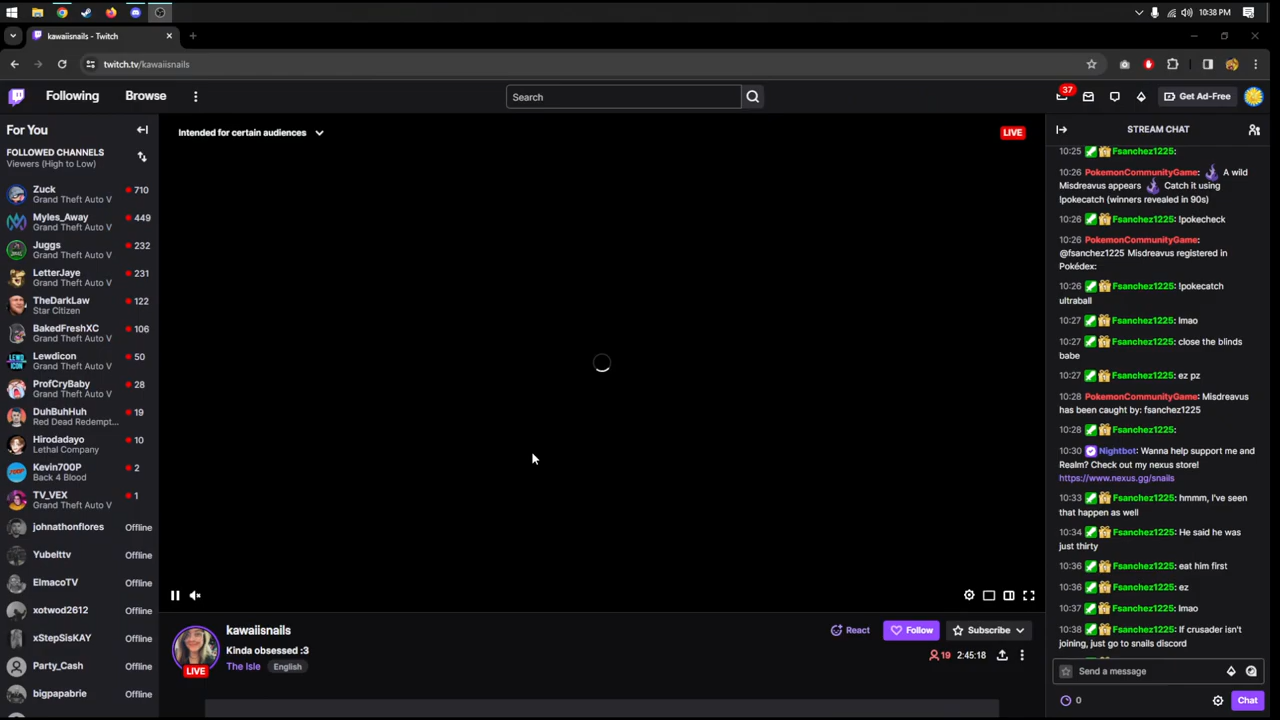 10:38 PM
kawaiisnails - Twitch
twitch.tv/kawaiisnails
Following
Browse
Search
37
Get Ad-Free
For You
FOLLOWED CHANNELS
Viewers (High to Low)
Zuck
Grand Theft Auto V
710
Myles_Away
Grand Theft Auto V
449
Juggs
Grand Theft Auto V
232
LetterJaye
Grand Theft Auto V
231
TheDarkLaw
Star Citizen
122
BakedFreshXC
Grand Theft Auto V
106
Lewdicon
Grand Theft Auto V
50
ProfCryBaby
Grand Theft Auto V
28
DuhBuhHuh
Red Dead Redempt...
19
Hirodadayo
Lethal Company
10
Kevin700P
Back 4 Blood
2
TV_VEX
Grand Theft Auto V
1
johnathonflores
Offline
Yubelttv
Offline
ElmacoTV
Offline
xotwod2612
Offline
xStepSisKAY
Offline
Party_Cash
Offline
bigpapabrie
Offline
Intended for certain audiences
LIVE
kawaiisnails
Kinda obsessed :3
The Isle
English
LIVE
React
Follow
Subscribe
19
2:45:18
STREAM CHAT
10:25 Fsanchez1225:
10:26 PokemonCommunityGame: A wild
Misdreavus appears Catch it using
!pokecatch (winners revealed in 90s)
10:26 Fsanchez1225: !pokecheck
10:26 PokemonCommunityGame:
@fsanchez1225 Misdreavus registered in
Pokédex:
10:26 Fsanchez1225: !pokecatch
ultraball
10:27 Fsanchez1225: lmao
10:27 Fsanchez1225: close the blinds
babe
10:27 Fsanchez1225: ez pz
10:28 PokemonCommunityGame: Misdreavus
has been caught by: fsanchez1225
10:28 Fsanchez1225:
10:30 Nightbot: Wanna help support me and
Realm? Check out my nexus store!
https://www.nexus.gg/snails
10:33 Fsanchez1225: hmmm, I've seen
that happen as well
10:34 Fsanchez1225: He said he was
just thirty
10:36 Fsanchez1225: eat him first
10:36 Fsanchez1225: ez
10:37 Fsanchez1225: lmao
10:38 Fsanchez1225: If crusader isn't
joining, just go to snails discord
Send a message
0
Chat